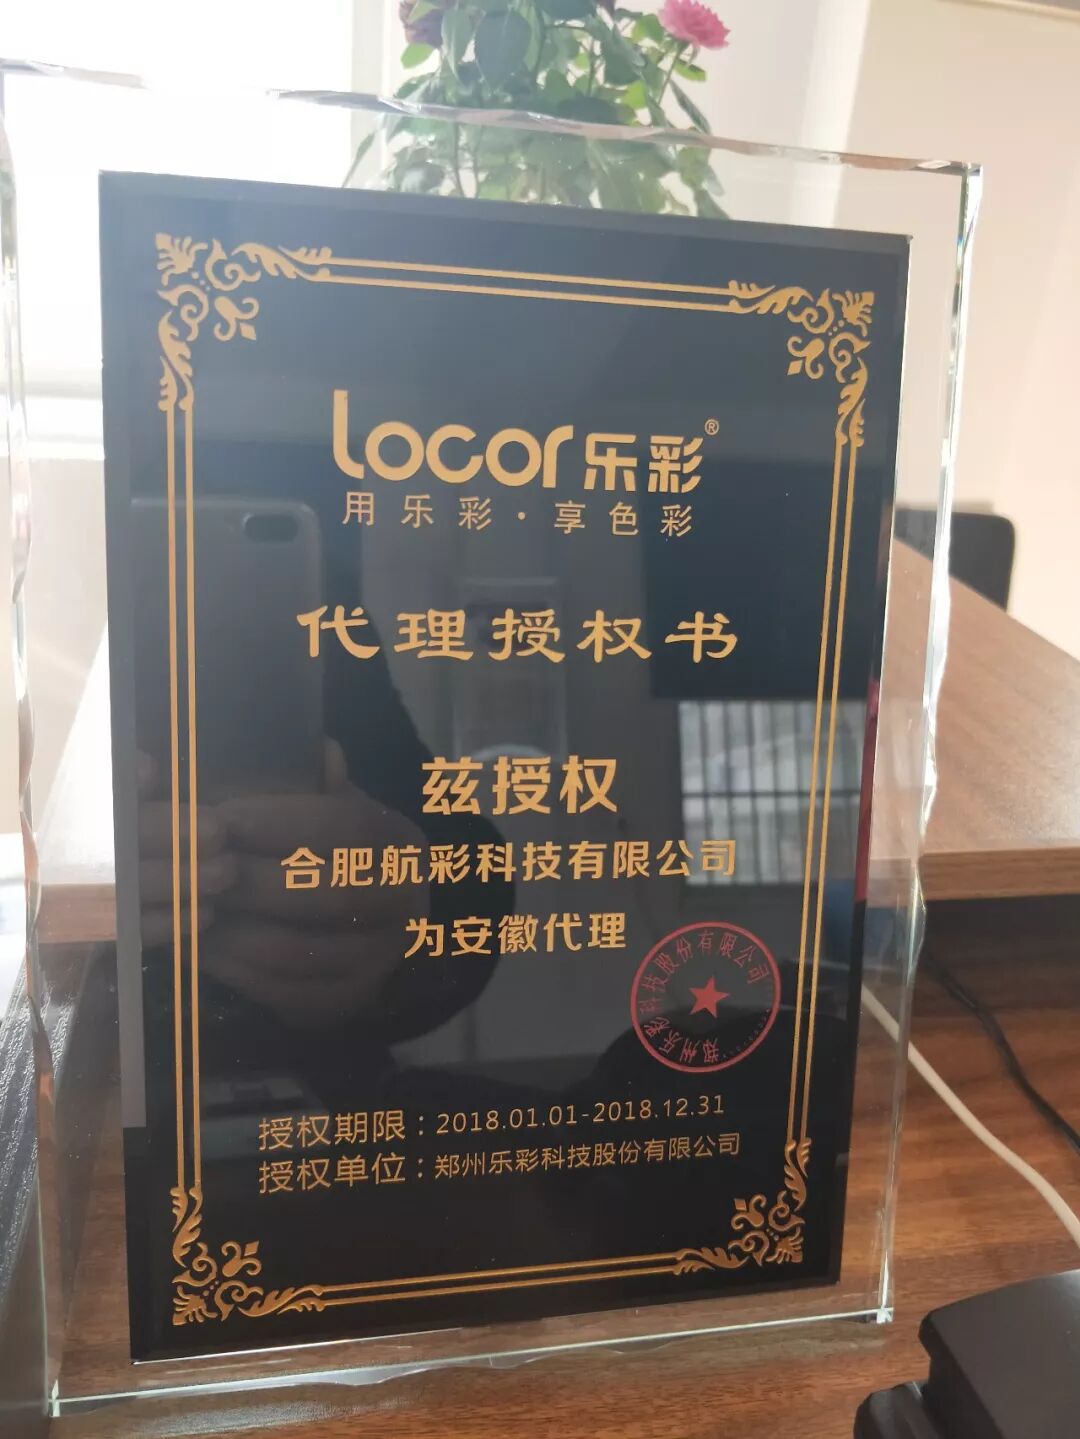 Locor乐彩®
用乐彩·享色彩
代理授权书
兹授权
合肥航彩科技有限公司
为安徽代理
郑州乐彩科技股份有限公司
授权期限：2018.01.01-2018.12.31
授权单位：郑州乐彩科技股份有限公司